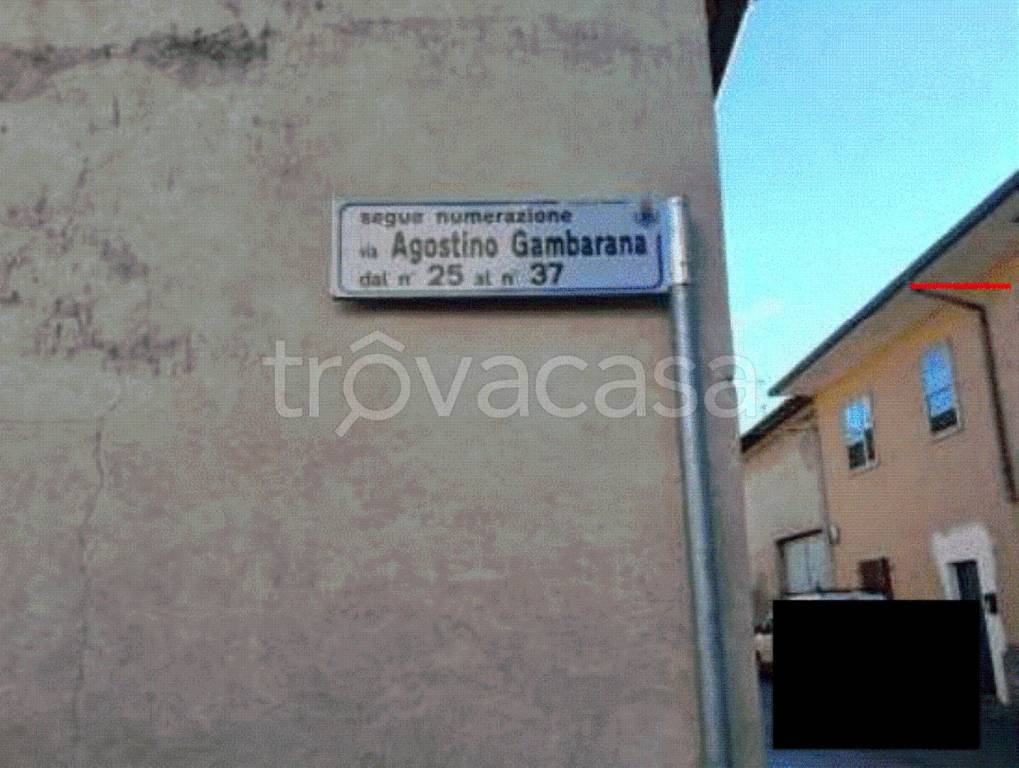 segue numerazione
via Agostino Gambarana
dal n° 25 al n° 37
trovacasa